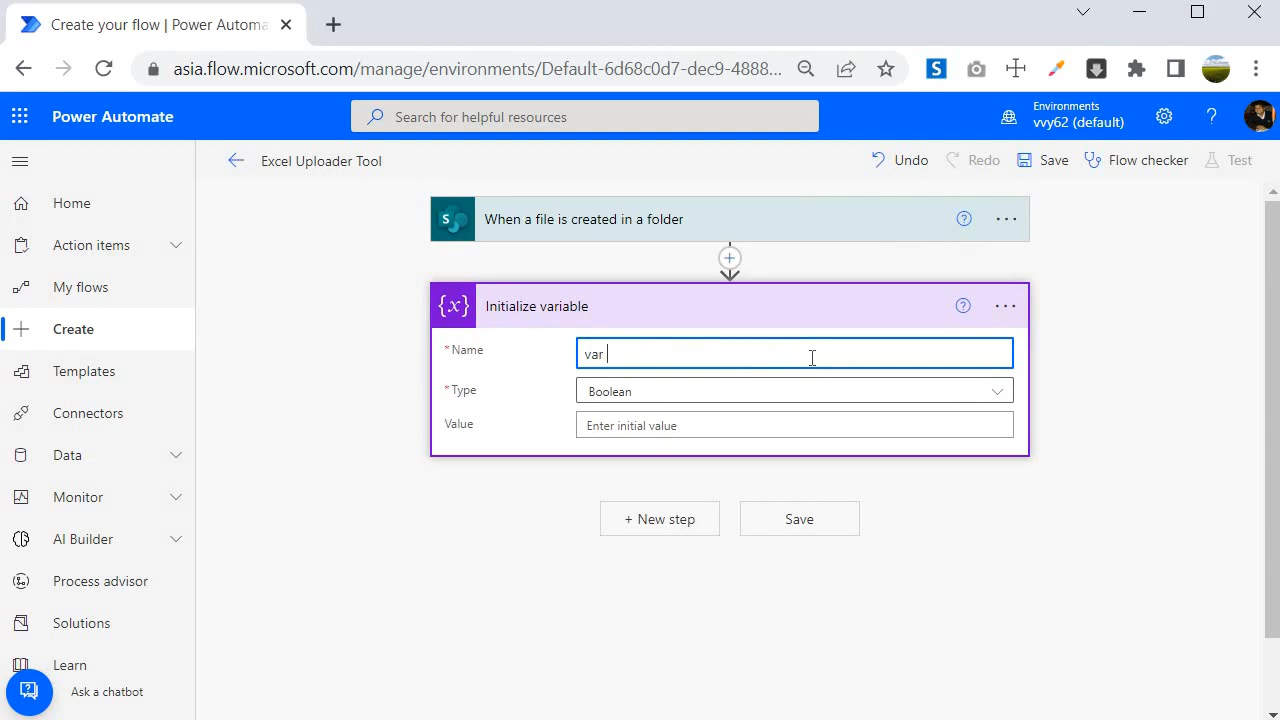 Create your flow | Power Automa
asia.flow.microsoft.com/manage/environments/Default-6d68c0d7-dec9-4888...
S
Power Automate
Search for helpful resources
Environments
vvy62 (default)
?
Excel Uploader Tool
Undo
Redo
Save
Flow checker
Test
Home
Action items
My flows
Create
Templates
Connectors
Data
Monitor
AI Builder
Process advisor
Solutions
Learn
Ask a chatbot
S
When a file is created in a folder
?
...
{x}
Initialize variable
?
...
* Name
var
* Type
Boolean
Value
Enter initial value
+ New step
Save